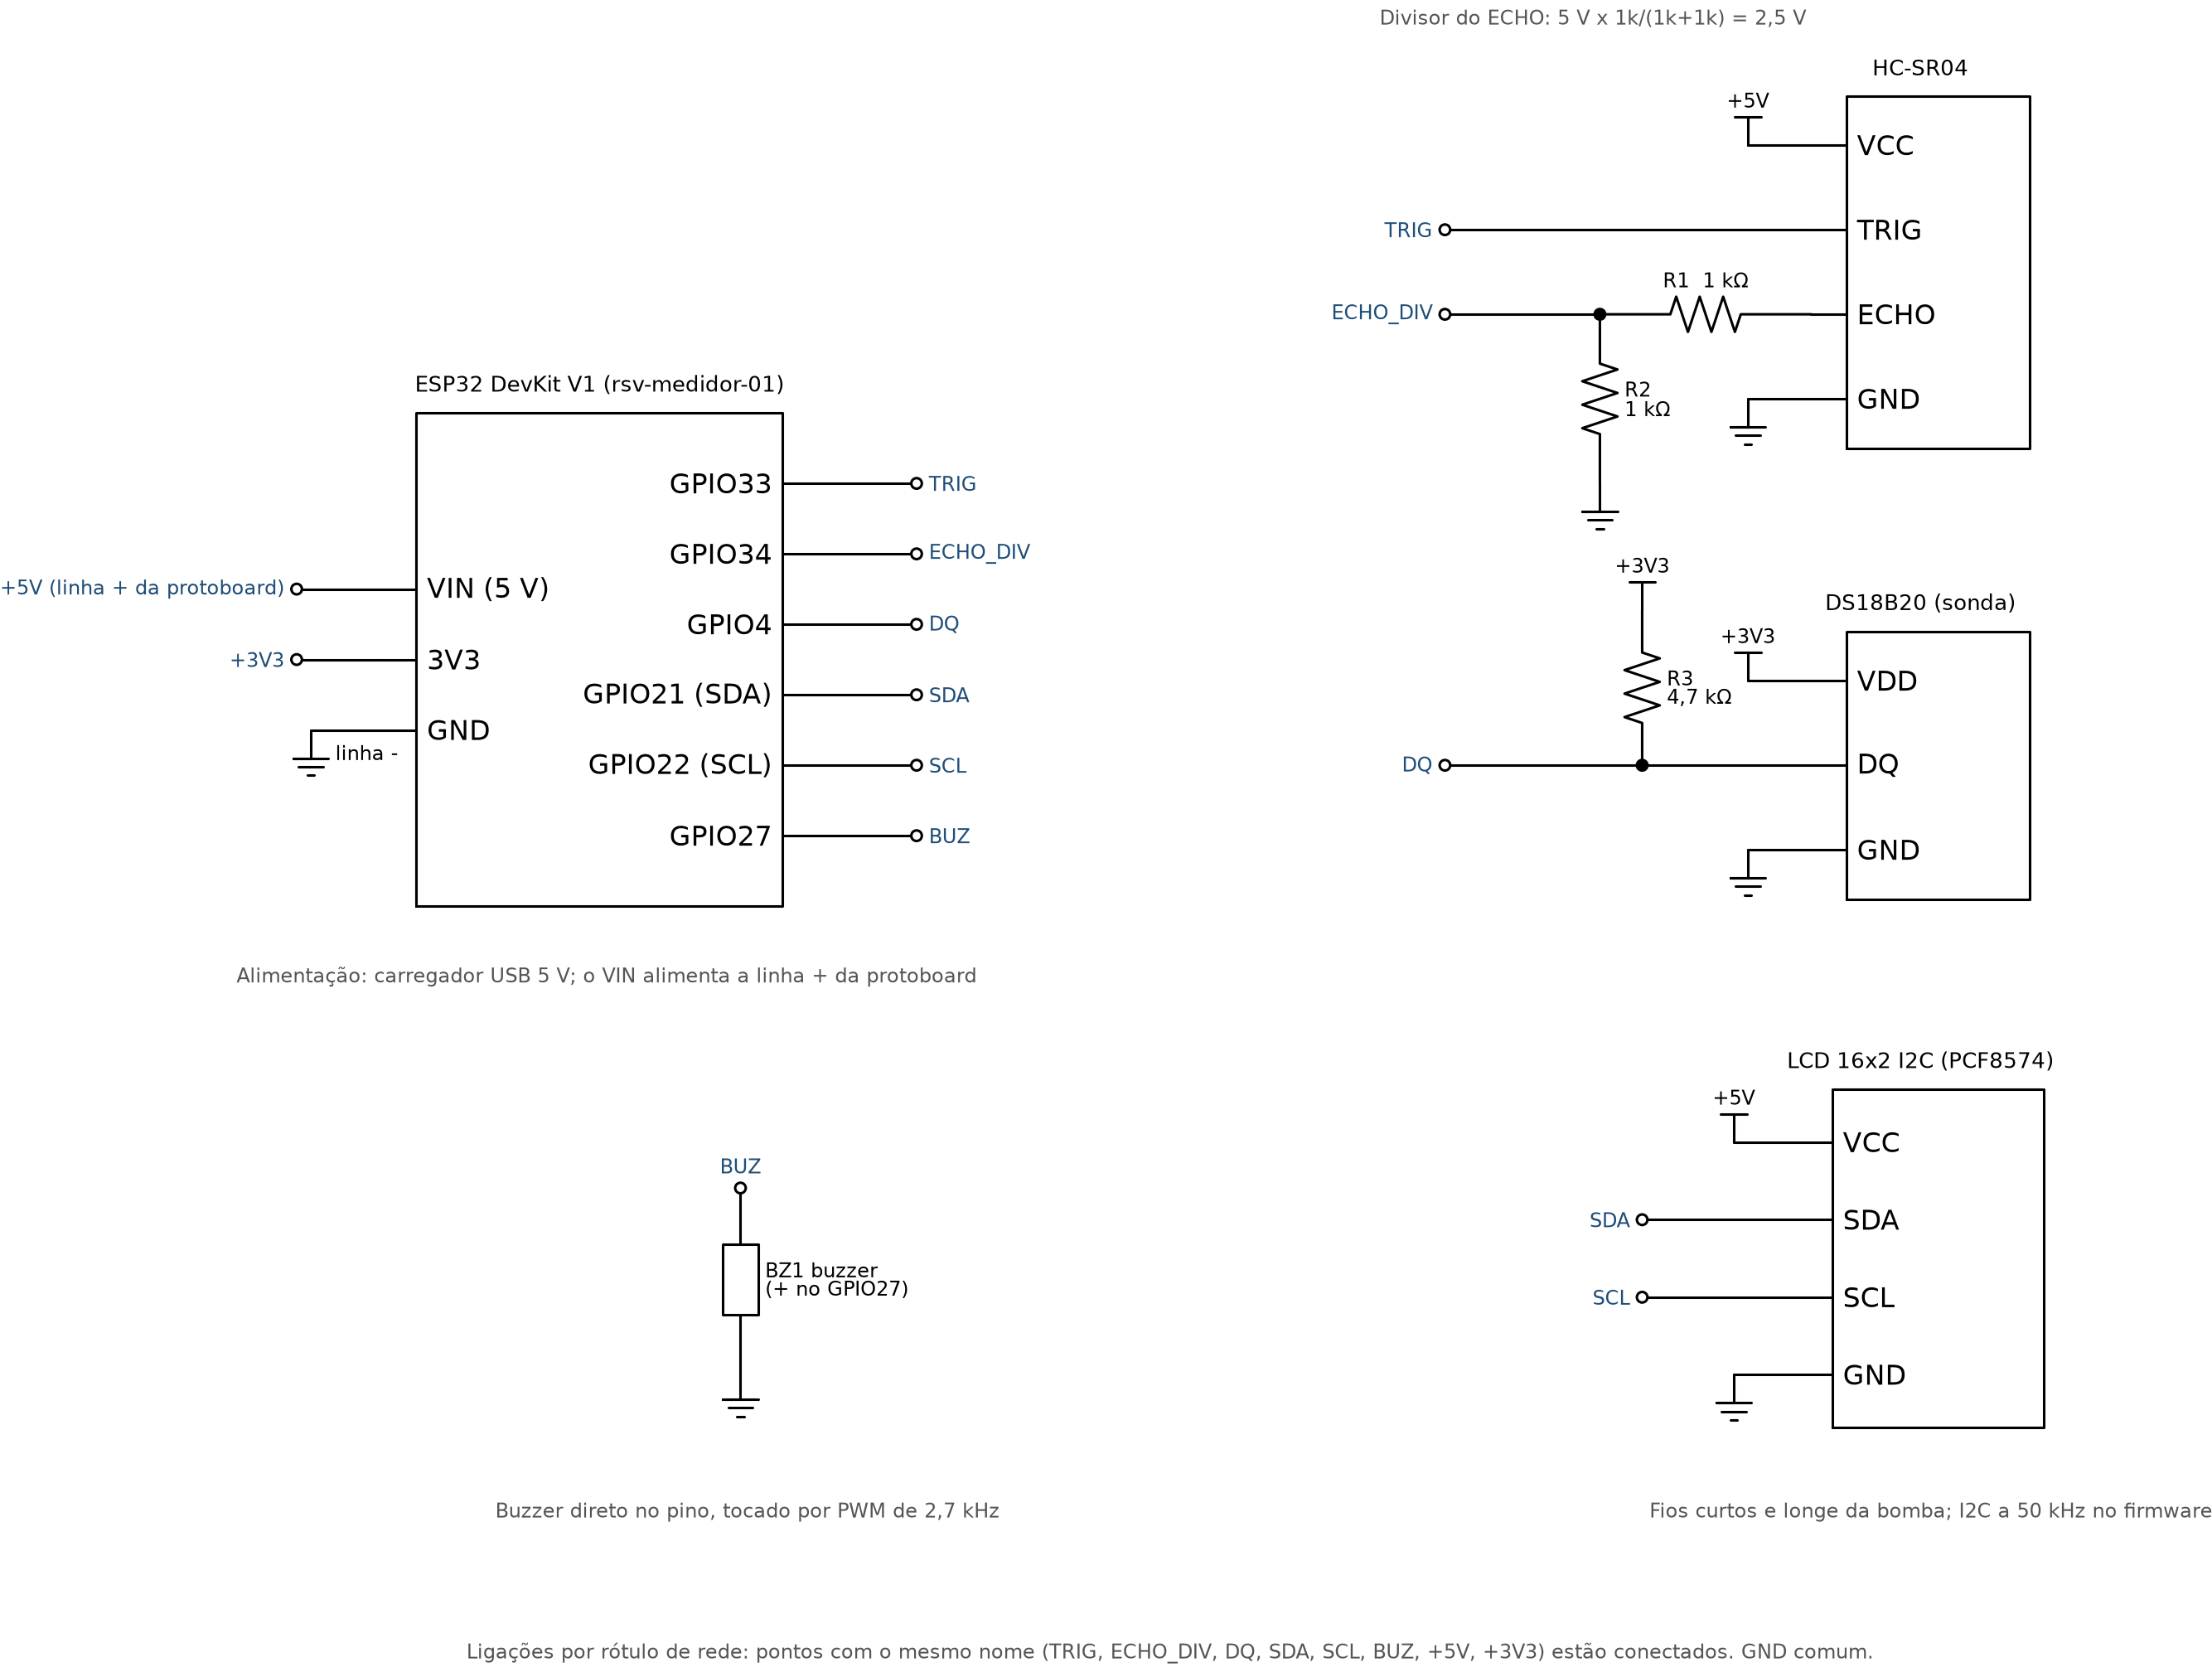 Divisor do ECHO: 5 V x 1k/(1k+1k) = 2,5 V
HC-SR04
+5V
VCC
TRIG
TRIG
R1 1 kΩ
ECHO_DIV
ECHO
R2
1 kΩ
GND
ESP32 DevKit V1 (rsv-medidor-01)
GPIO33
TRIG
GPIO34
ECHO_DIV
+5V (linha + da protoboard)
VIN (5 V)
GPIO4
DQ
+3V3
3V3
GPIO21 (SDA)
SDA
GND
linha -
GPIO22 (SCL)
SCL
GPIO27
BUZ
Alimentação: carregador USB 5 V; o VIN alimenta a linha + da protoboard
+3V3
DS18B20 (sonda)
+3V3
VDD
R3
4,7 kΩ
DQ
DQ
GND
BUZ
BZ1 buzzer
(+ no GPIO27)
Buzzer direto no pino, tocado por PWM de 2,7 kHz
LCD 16x2 I2C (PCF8574)
+5V
VCC
SDA
SDA
SCL
SCL
GND
Fios curtos e longe da bomba; I2C a 50 kHz no firmware
Ligações por rótulo de rede: pontos com o mesmo nome (TRIG, ECHO_DIV, DQ, SDA, SCL, BUZ, +5V, +3V3) estão conectados. GND comum.